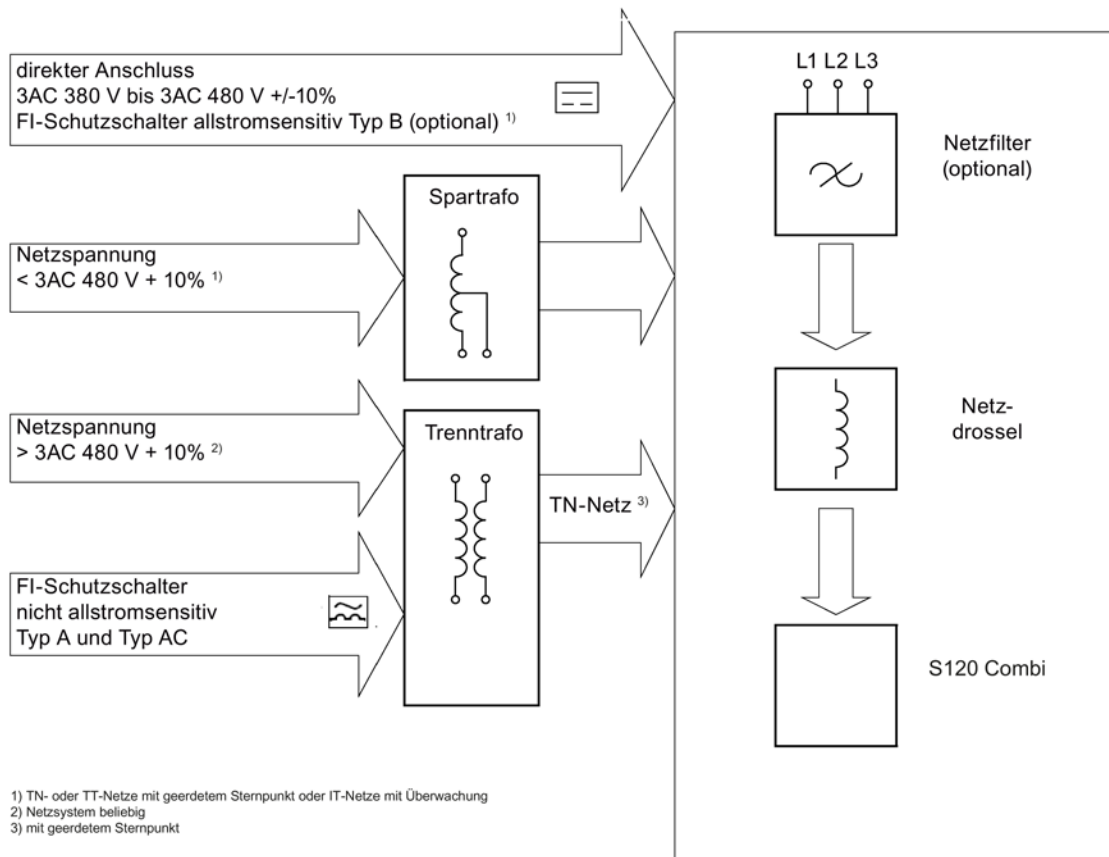 direkter Anschluss
3AC 380 V bis 3AC 480 V +/-10%
FI-Schutzschalter allstromsensitiv Typ B (optional) 1)
L1 L2 L3
Netzfilter
(optional)
Spartrafo
Netzspannung
< 3AC 480 V + 10% 1)
Netz-
drossel
Netzspannung
> 3AC 480 V + 10% 2)
Trenntrafo
TN-Netz 3)
FI-Schutzschalter
nicht allstromsensitiv
Typ A und Typ AC
S120 Combi
1) TN- oder TT-Netze mit geerdetem Sternpunkt oder IT-Netze mit Überwachung
2) Netzsystem beliebig
3) mit geerdetem Sternpunkt